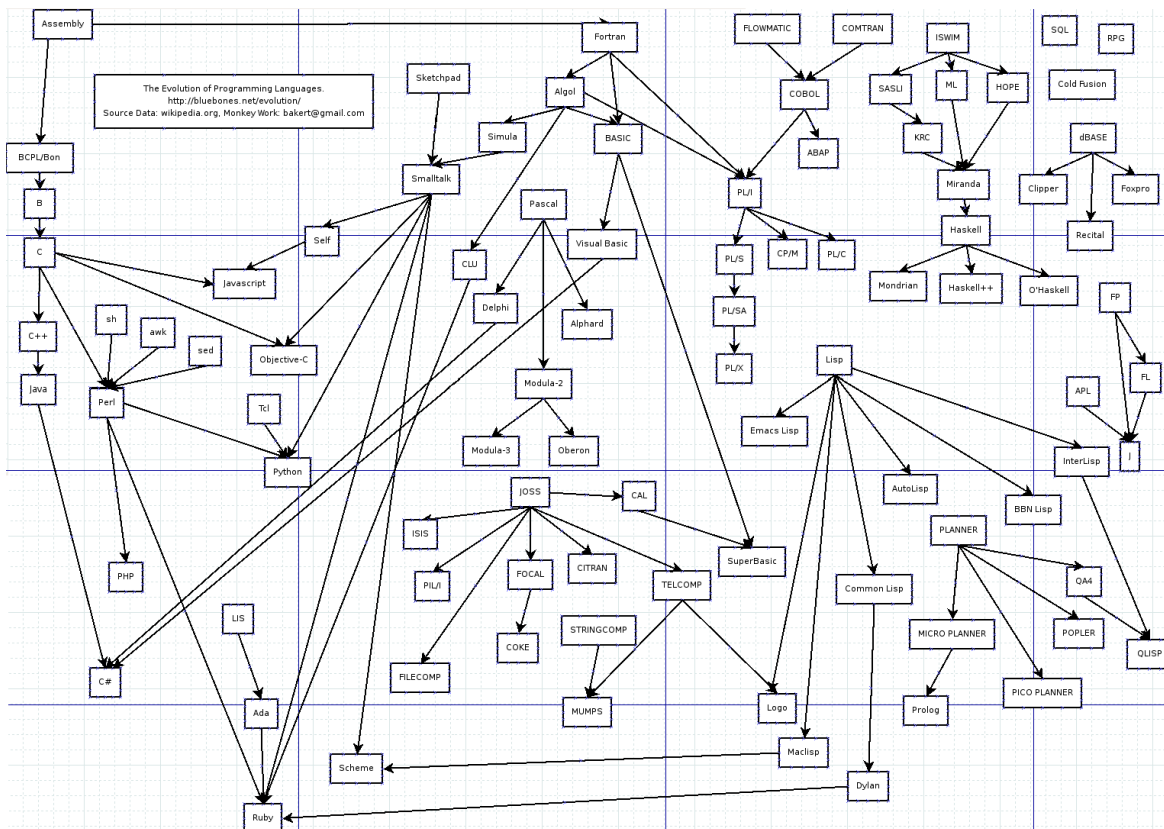 Assembly
Fortran
FLOWMATIC
COMTRAN
ISWIM
SQL
RPG
The Evolution of Programming Languages.
http://bluebones.net/evolution/
Source Data: wikipedia.org, Monkey Work: bakert@gmail.com
Sketchpad
Algol
COBOL
SASLI
ML
HOPE
Cold Fusion
Simula
BASIC
ABAP
KRC
dBASE
BCPL/Bon
Smalltalk
PL/I
Miranda
Clipper
Foxpro
B
Pascal
Self
Visual Basic
Haskell
Recital
C
CLU
PL/S
CP/M
PL/C
Javascript
Mondrian
Haskell++
O'Haskell
FP
sh
awk
Delphi
Alphard
PL/SA
C++
sed
Objective-C
PL/X
Lisp
Java
Perl
Tcl
Modula-2
APL
FL
Emacs Lisp
Modula-3
Oberon
J
InterLisp
Python
JOSS
CAL
AutoLisp
BBN Lisp
ISIS
PLANNER
PHP
PIL/I
FOCAL
CITRAN
SuperBasic
TELCOMP
Common Lisp
QA4
LIS
COKE
STRINGCOMP
MICRO PLANNER
POPLER
QLISP
C#
FILECOMP
Ada
MUMPS
Logo
Prolog
PICO PLANNER
Scheme
Maclisp
Dylan
Ruby